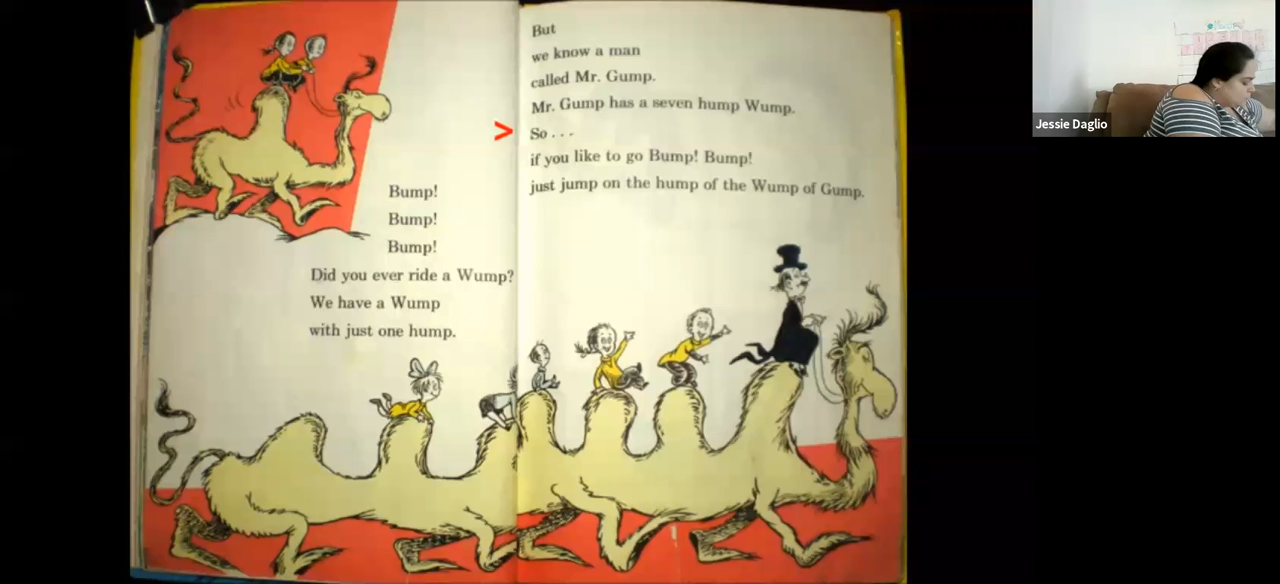 Bump!
Bump!
Bump!
Did you ever ride a Wump?
We have a Wump
with just one hump.
But
we know a man
called Mr. Gump.
Mr. Gump has a seven hump Wump.
> So . . .
if you like to go Bump! Bump!
just jump on the hump of the Wump of Gump.
Jessie Daglio